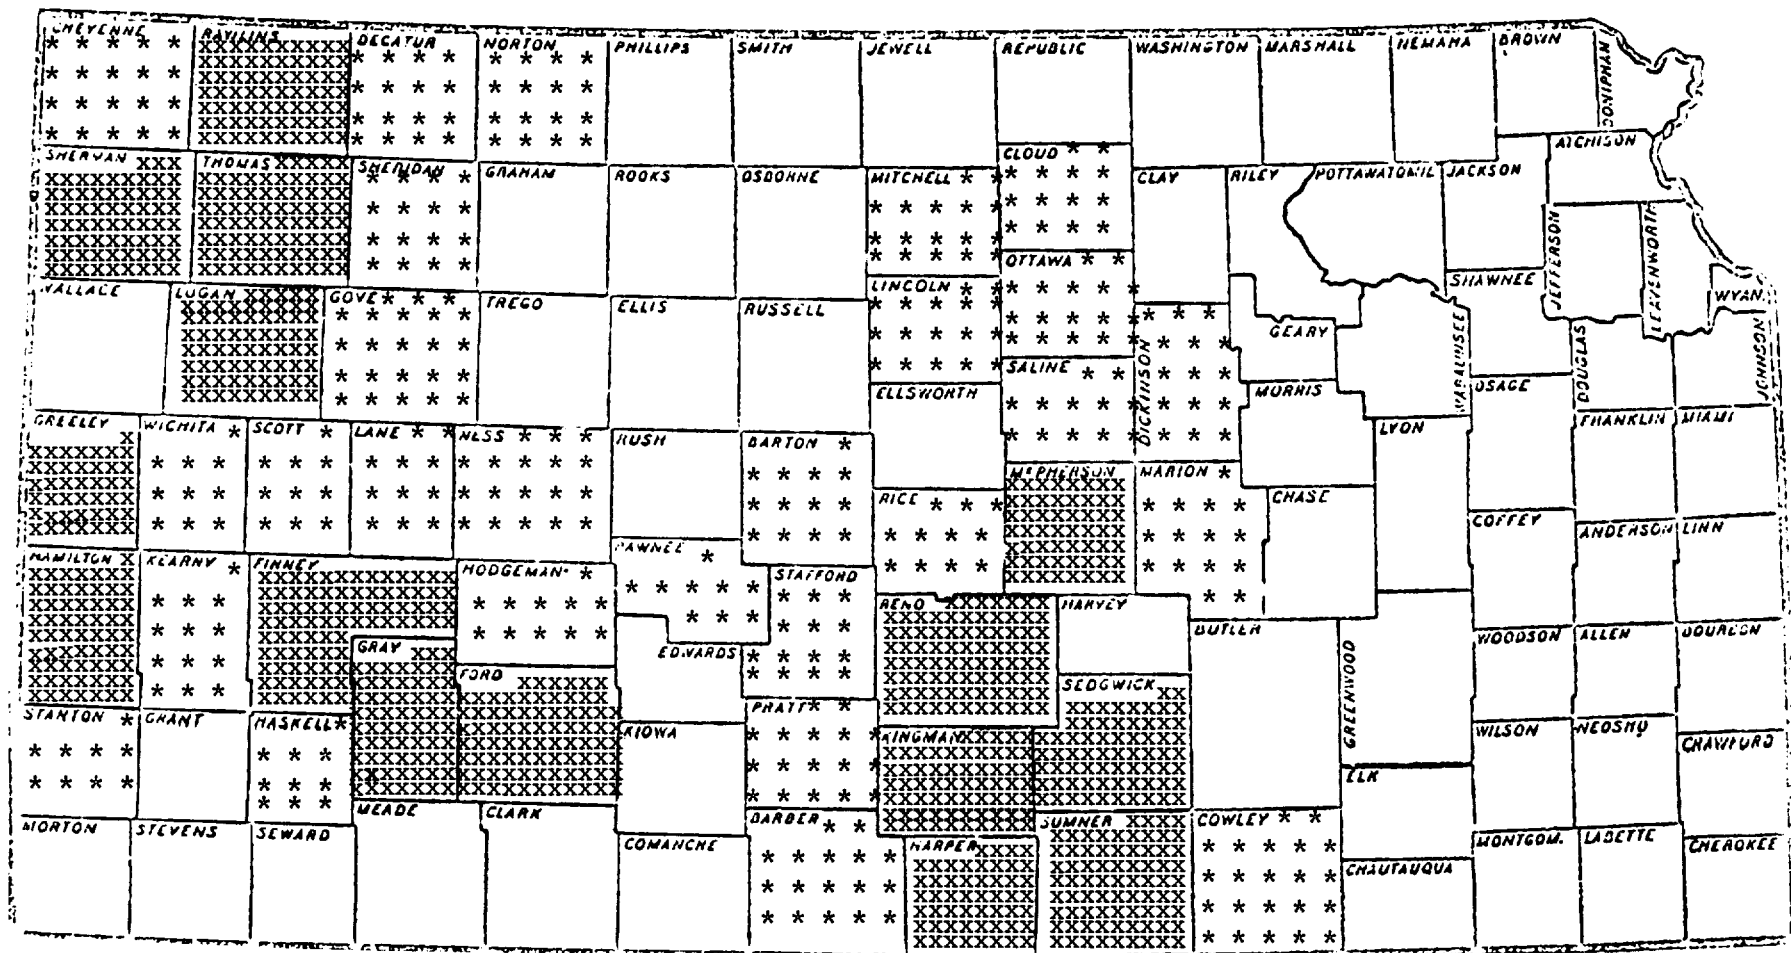 CHEYENNE RAWLINS DECATUR NORTON PHILLIPS SMITH JEWELL REPUBLIC WASHINGTON MARSHALL NEMAHA BROWN DONIPHAN
SHERMAN THOMAS SHERIDAN GRAHAM ROOKS OSBORNE MITCHELL CLOUD CLAY RILEY POTTAWATOMIE JACKSON ATCHISON
JEFFERSON LEAVENWORTH
WALLACE LOGAN GOVE TREGO ELLIS RUSSELL LINCOLN OTTAWA DICKINSON GEARY WABAUNSEE SHAWNEE DOUGLAS WYAN. JOHNSON
SALINE
ELLSWORTH MORRIS OSAGE
GREELEY WICHITA SCOTT LANE NESS RUSH BARTON RICE McPHERSON MARION CHASE LYON FRANKLIN MIAMI
COFFEY ANDERSON LINN
HAMILTON KEARNY FINNEY HODGEMAN PAWNEE STAFFORD RENO HARVEY BUTLER GREENWOOD WOODSON ALLEN BOURBON
GRAY FORD EDWARDS SEDGWICK
STANTON GRANT HASKELL KIOWA PRATT KINGMAN ELK WILSON NEOSHO CRAWFORD
MORTON STEVENS SEWARD MEADE CLARK COMANCHE BARBER HARPER SUMNER COWLEY CHAUTAUQUA MONTGOM. LABETTE CHEROKEE